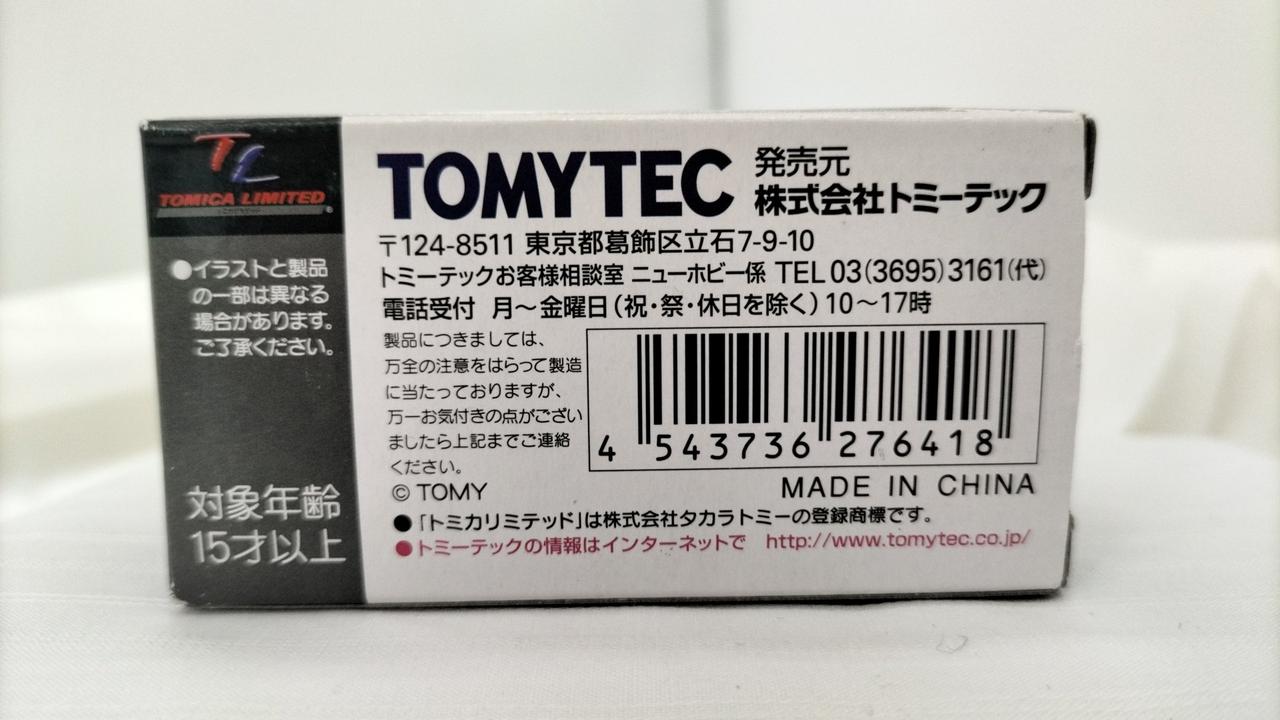 TL
TOMICA LIMITED
●イラストと製品
の一部は異なる
場合があります。
ご了承ください。
対象年齢
15才以上
TOMYTEC
発売元
株式会社トミーテック
〒124-8511 東京都葛飾区立石7-9-10
トミーテックお客様相談室 ニューホビー係 TEL 03(3695)3161(代)
電話受付 月〜金曜日(祝・祭・休日を除く) 10〜17時
製品につきましては、
万全の注意をはらって製造
に当たっておりますが、
万一お気付きの点がござい
ましたら上記までご連絡
ください。
4 543736 276418
© TOMY
MADE IN CHINA
●「トミカリミテッド」は株式会社タカラトミーの登録商標です。
●トミーテックの情報はインターネットで http://www.tomytec.co.jp/